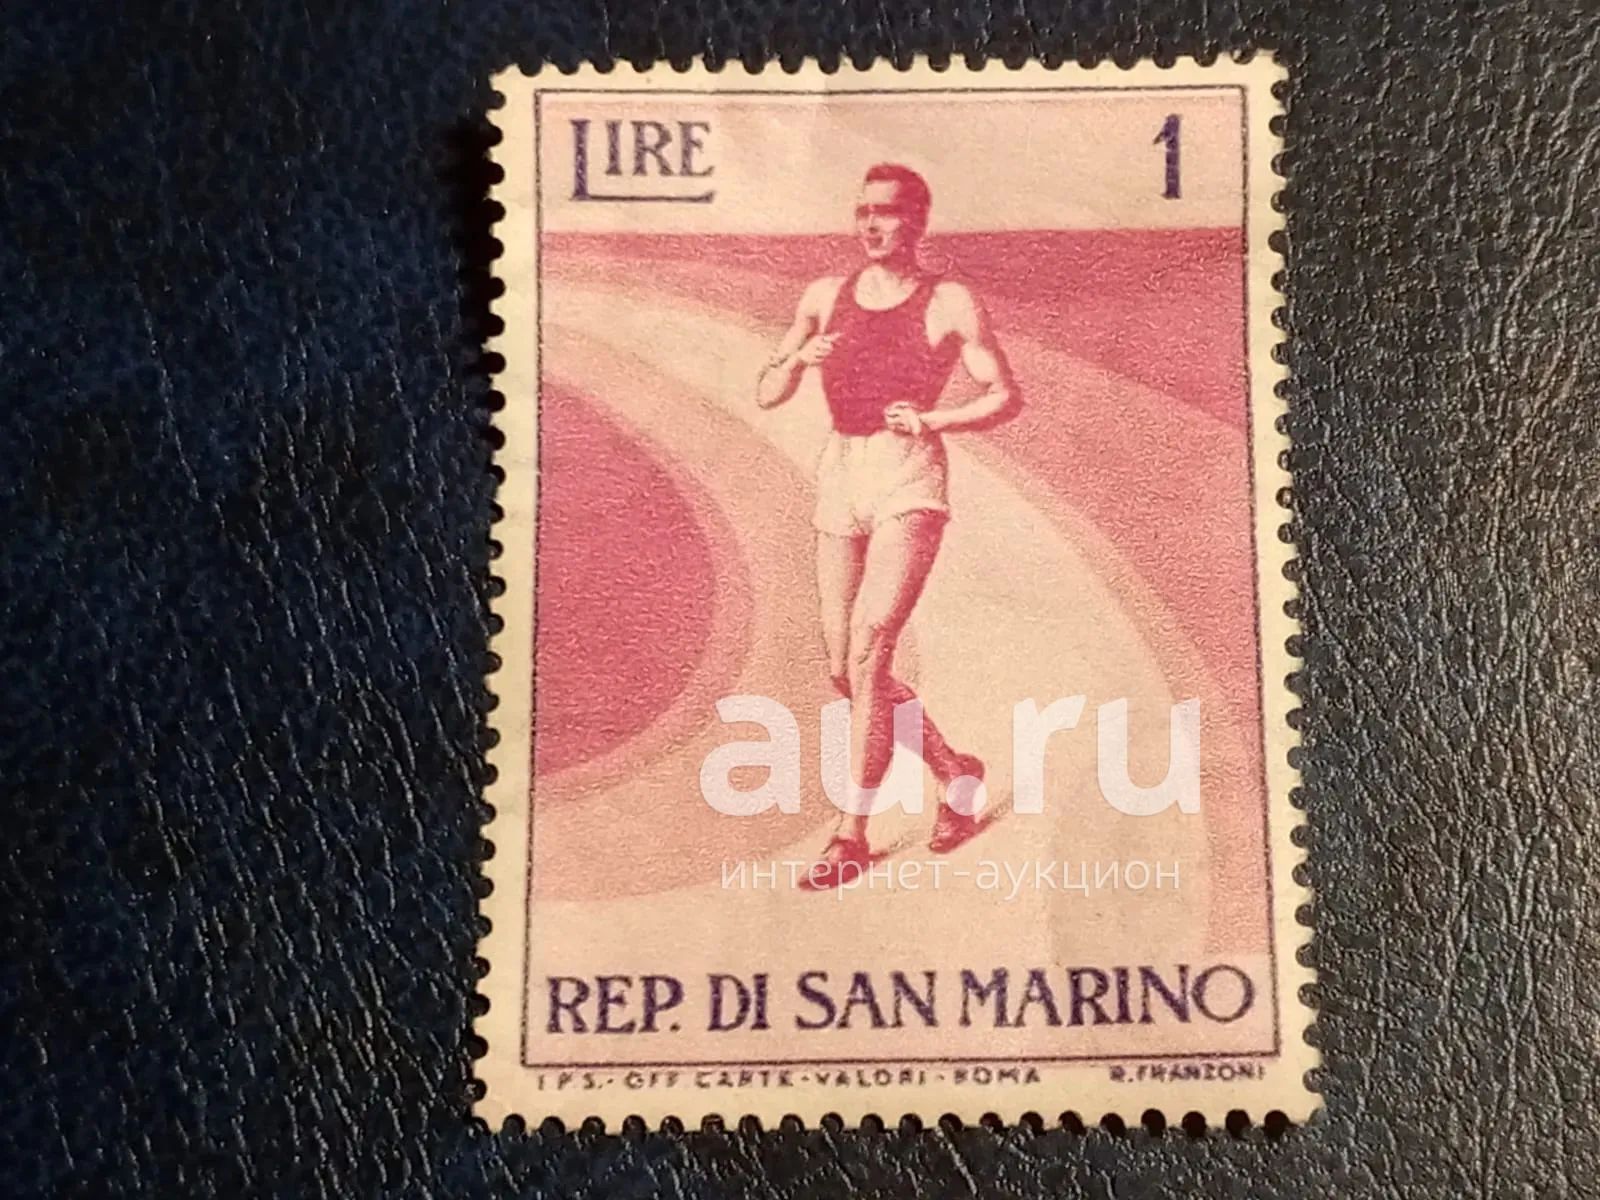 LIRE 1
au.ru
интернет-аукцион
REP. DI SAN MARINO
I.P.S.-OFF. CARTE-VALORI-ROMA R.FRANZONI